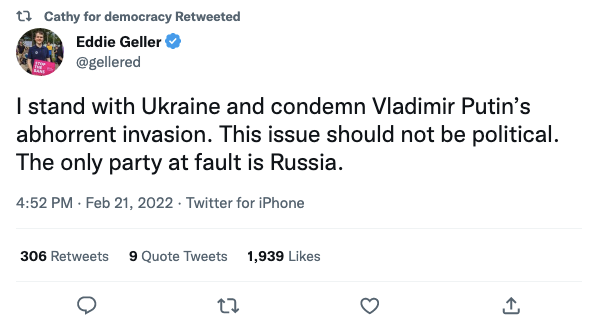 Cathy for democracy Retweeted
Eddie Geller
@gellered
I stand with Ukraine and condemn Vladimir Putin’s
abhorrent invasion. This issue should not be political.
The only party at fault is Russia.
4:52 PM · Feb 21, 2022 · Twitter for iPhone
306 Retweets 9 Quote Tweets 1,939 Likes